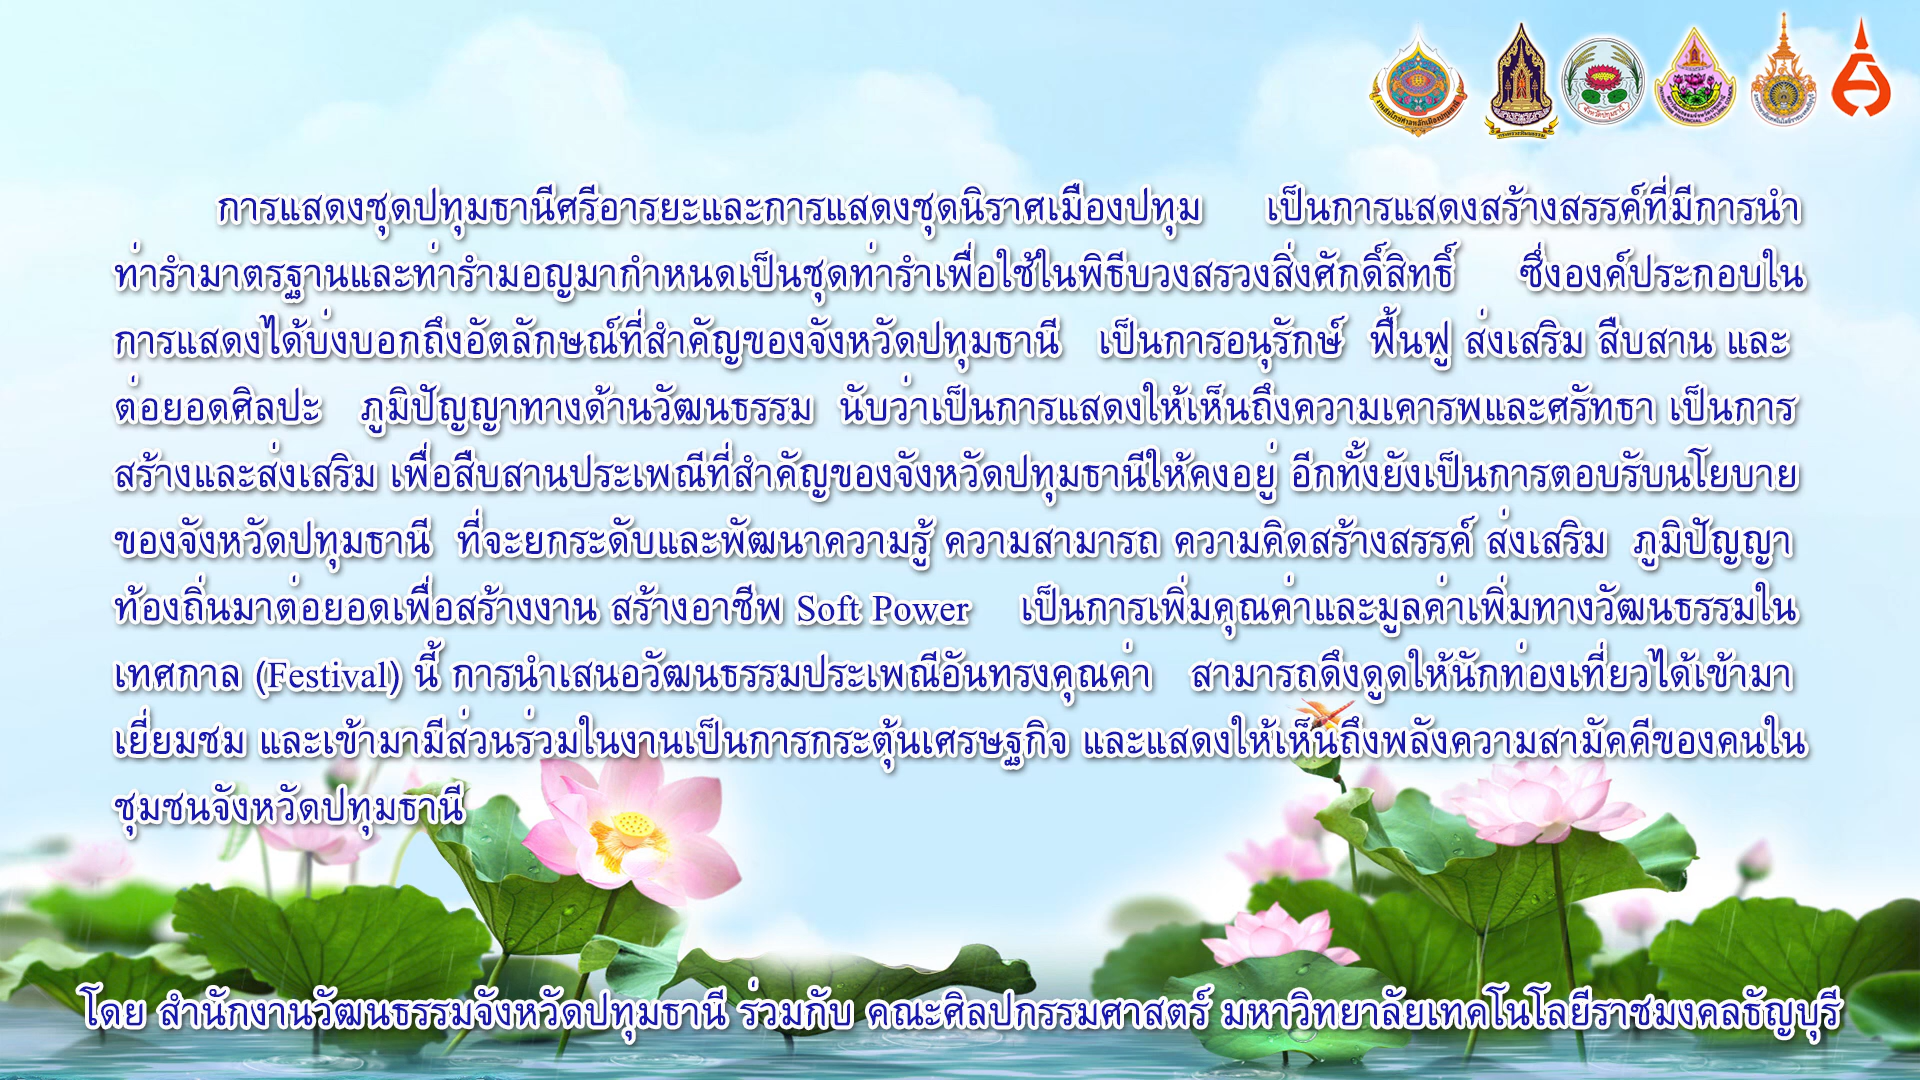 การแสดงชุดปทุมธานีศรีอารยะและการแสดงชุดนิราศเมืองปทุม เป็นการแสดงสร้างสรรค์ที่มีการนำ
ท่ารำมาตรฐานและท่ารำมอญมากำหนดเป็นชุดท่ารำเพื่อใช้ในพิธีบวงสรวงสิ่งศักดิ์สิทธิ์ ซึ่งองค์ประกอบใน
การแสดงได้บ่งบอกถึงอัตลักษณ์ที่สำคัญของจังหวัดปทุมธานี เป็นการอนุรักษ์ ฟื้นฟู ส่งเสริม สืบสาน และ
ต่อยอดศิลปะ ภูมิปัญญาทางด้านวัฒนธรรม นับว่าเป็นการแสดงให้เห็นถึงความเคารพและศรัทธา เป็นการ
สร้างและส่งเสริม เพื่อสืบสานประเพณีที่สำคัญของจังหวัดปทุมธานีให้คงอยู่ อีกทั้งยังเป็นการตอบรับนโยบาย
ของจังหวัดปทุมธานี ที่จะยกระดับและพัฒนาความรู้ ความสามารถ ความคิดสร้างสรรค์ ส่งเสริม ภูมิปัญญา
ท้องถิ่นมาต่อยอดเพื่อสร้างงาน สร้างอาชีพ Soft Power เป็นการเพิ่มคุณค่าและมูลค่าเพิ่มทางวัฒนธรรมใน
เทศกาล (Festival) นี้ การนำเสนอวัฒนธรรมประเพณีอันทรงคุณค่า สามารถดึงดูดให้นักท่องเที่ยวได้เข้ามา
เยี่ยมชม และเข้ามามีส่วนร่วมในงานเป็นการกระตุ้นเศรษฐกิจ และแสดงให้เห็นถึงพลังความสามัคคีของคนใน
ชุมชนจังหวัดปทุมธานี
โดย สำนักงานวัฒนธรรมจังหวัดปทุมธานี ร่วมกับ คณะศิลปกรรมศาสตร์ มหาวิทยาลัยเทคโนโลยีราชมงคลธัญบุรี